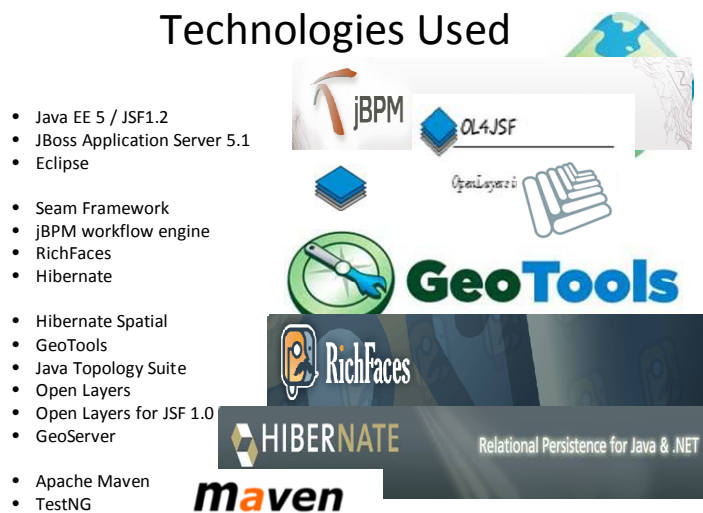 Technologies Used
• Java EE 5 / JSF1.2
• JBoss Application Server 5.1
• Eclipse
• Seam Framework
• jBPM workflow engine
• RichFaces
• Hibernate
• Hibernate Spatial
• GeoTools
• Java Topology Suite
• Open Layers
• Open Layers for JSF 1.0
• GeoServer
• Apache Maven
• TestNG
jBPM
OL4JSF
OpenLayers
GeoTools
RichFaces
HIBERNATE
Relational Persistence for Java & .NET
maven